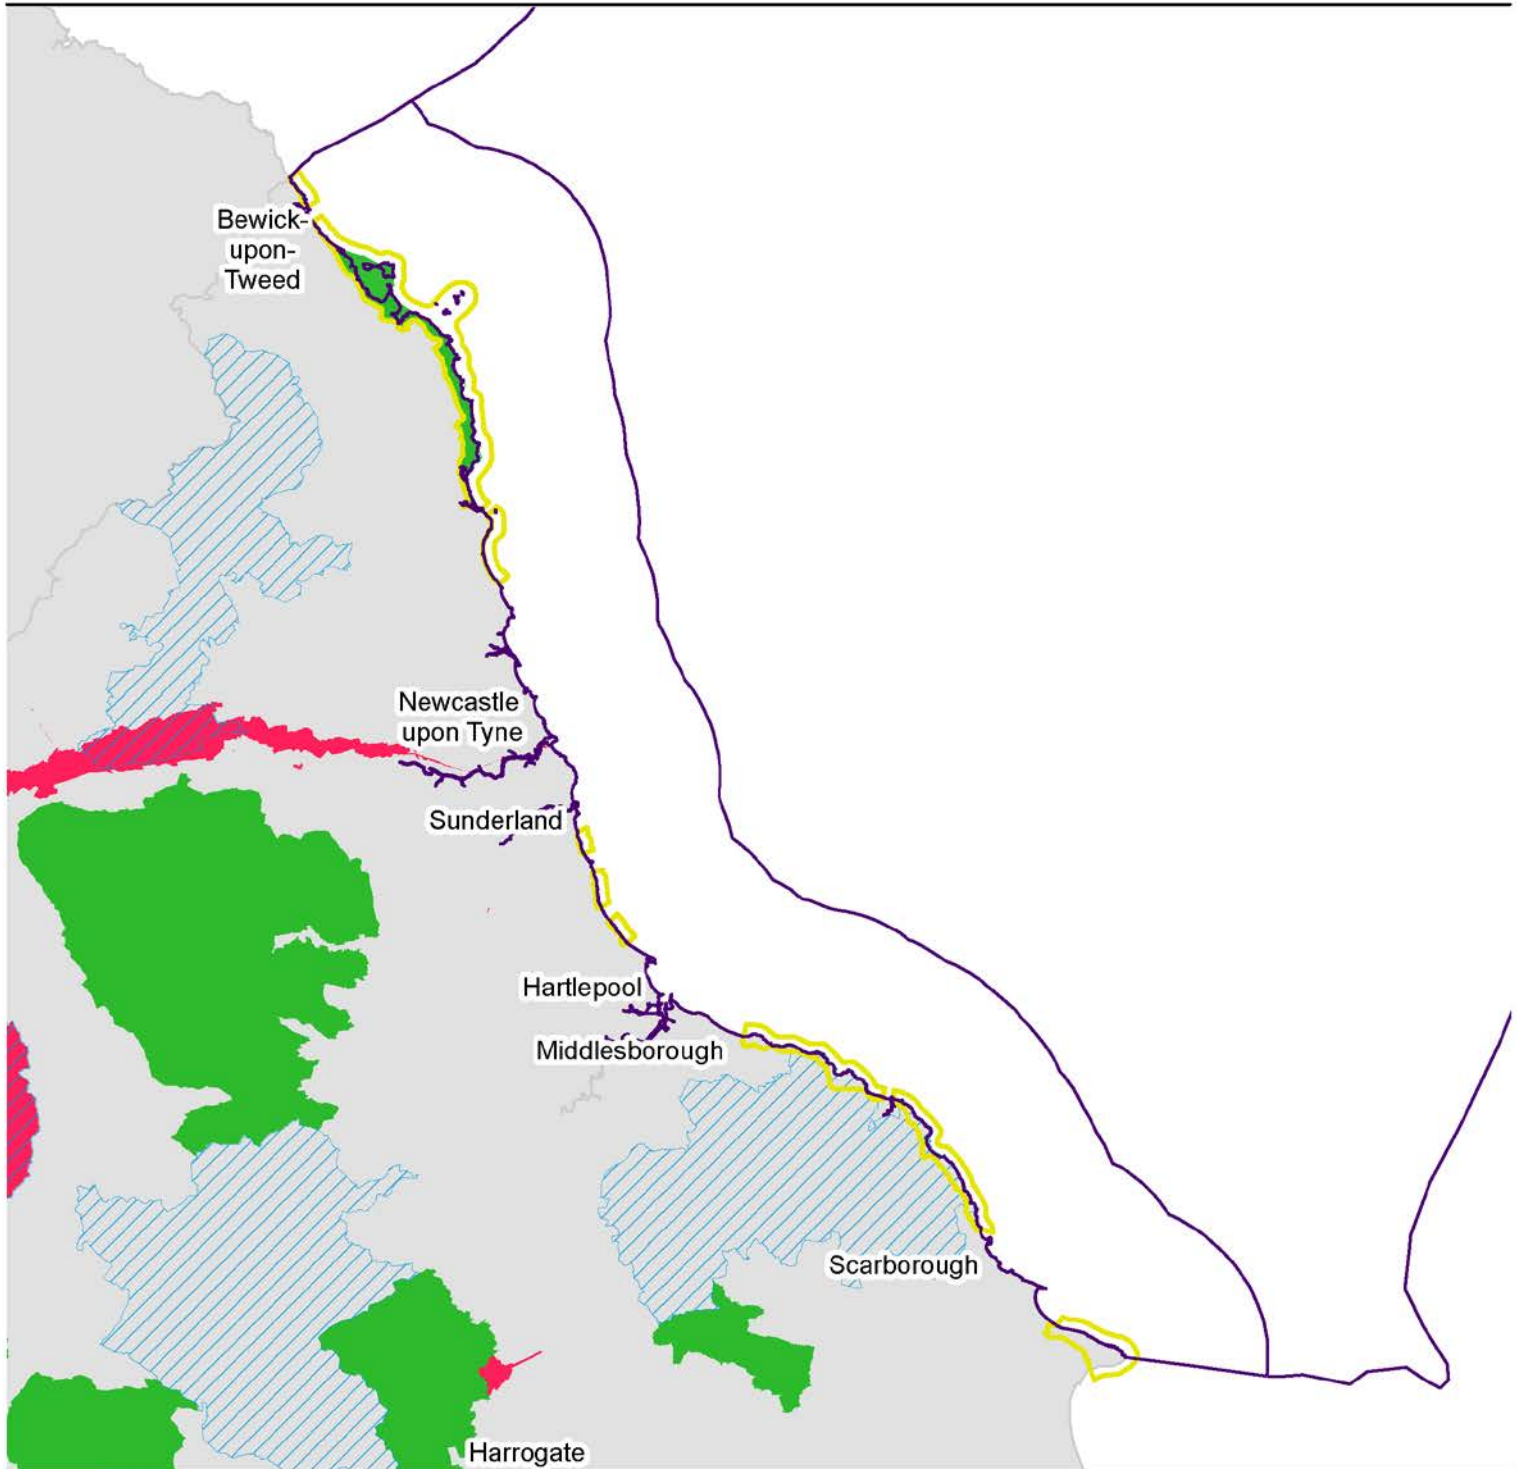 Bewick-
upon-
Tweed
Newcastle
upon Tyne
Sunderland
Hartlepool
Middlesborough
Scarborough
Harrogate